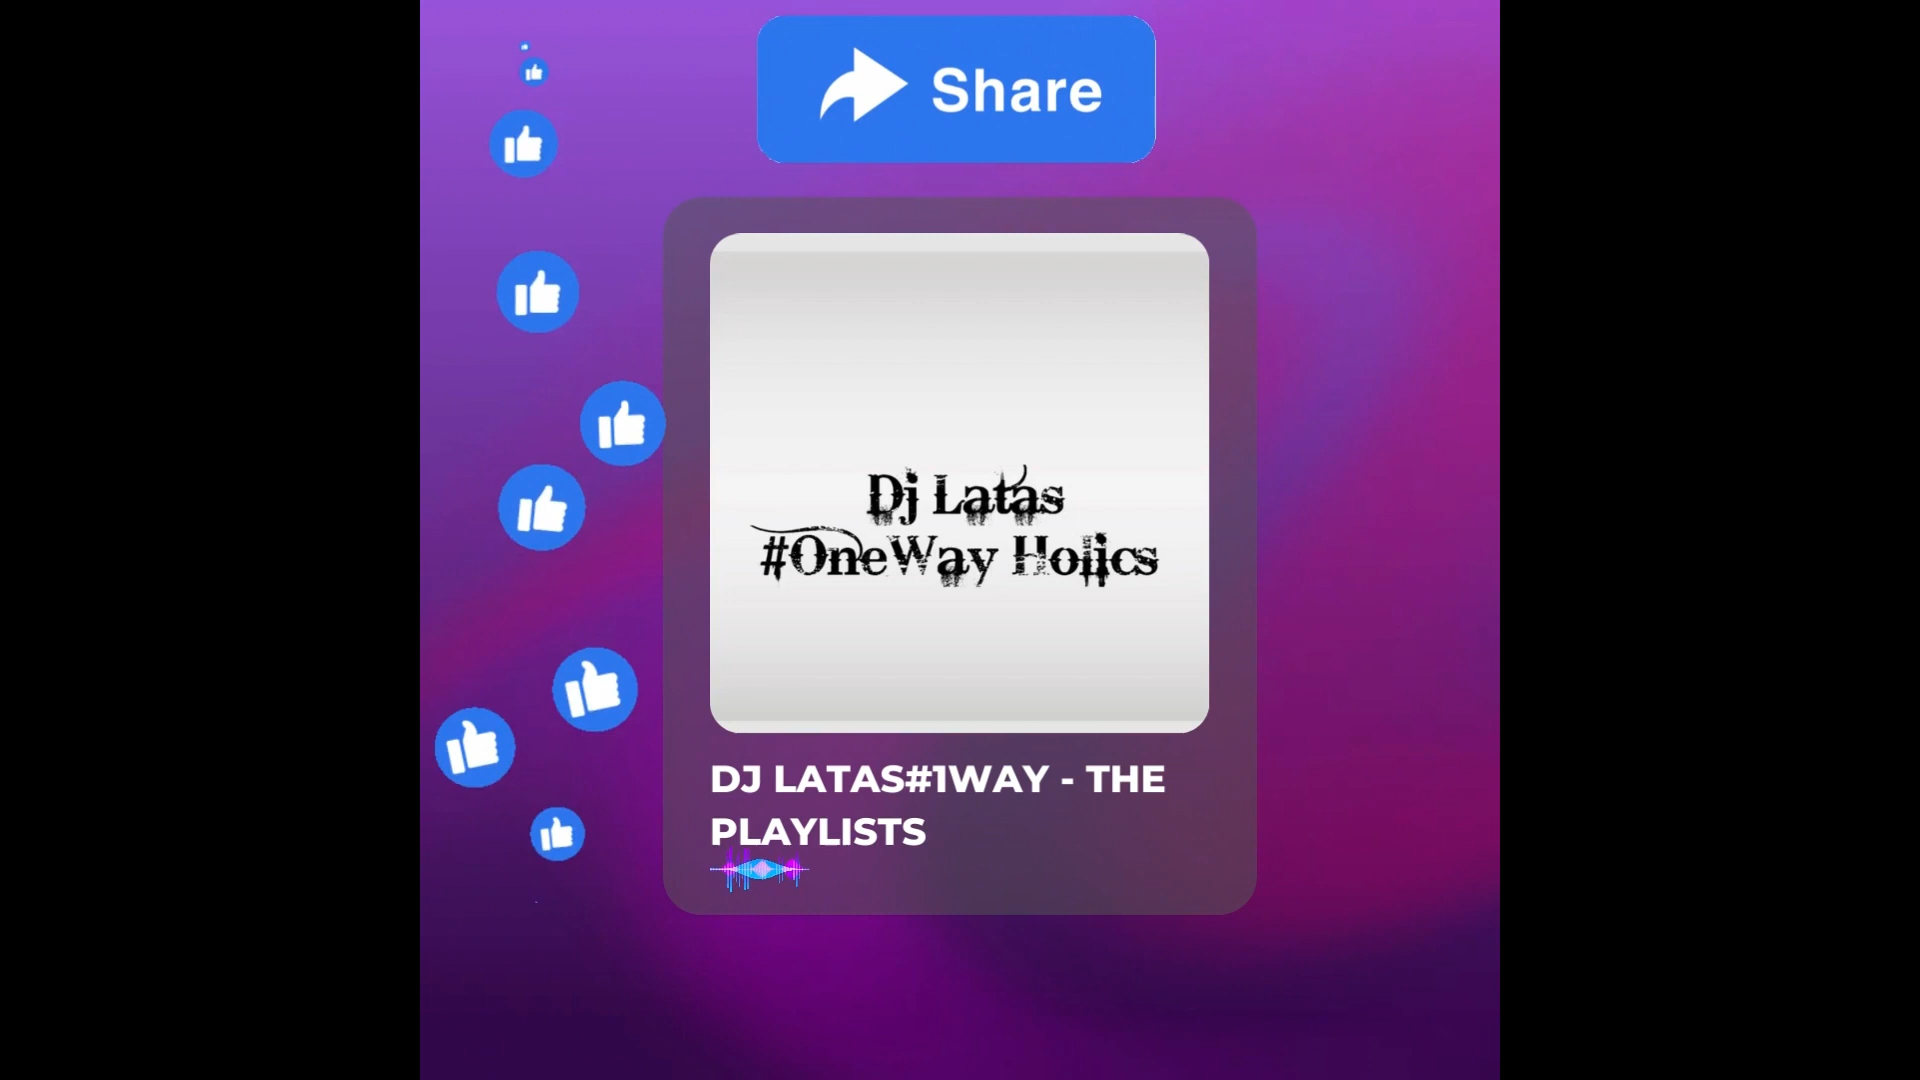 Share
Dj Latas
#OneWay Holics
DJ LATAS#1WAY - THE
PLAYLISTS